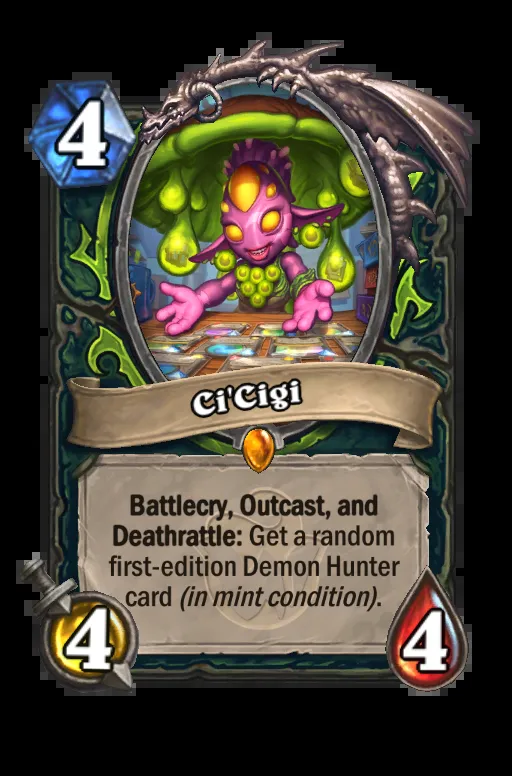 4
Ci'Cigi
Battlecry, Outcast, and
Deathrattle: Get a random
first-edition Demon Hunter
card (in mint condition).
4
4